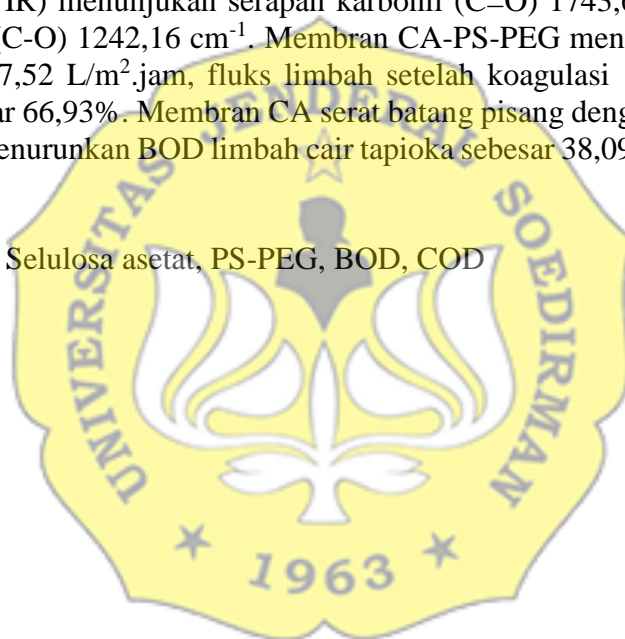 IR) menunjukan serapan karbonil (C=O) 1743,6
(C-O) 1242,16 cm⁻¹. Membran CA-PS-PEG men
7,52 L/m².jam, fluks limbah setelah koagulasi
ar 66,93%. Membran CA serat batang pisang deng
enurunkan BOD limbah cair tapioka sebesar 38,09
Selulosa asetat, PS-PEG, BOD, COD
UNIVERSITAS JENDERAL SOEDIRMAN
1963